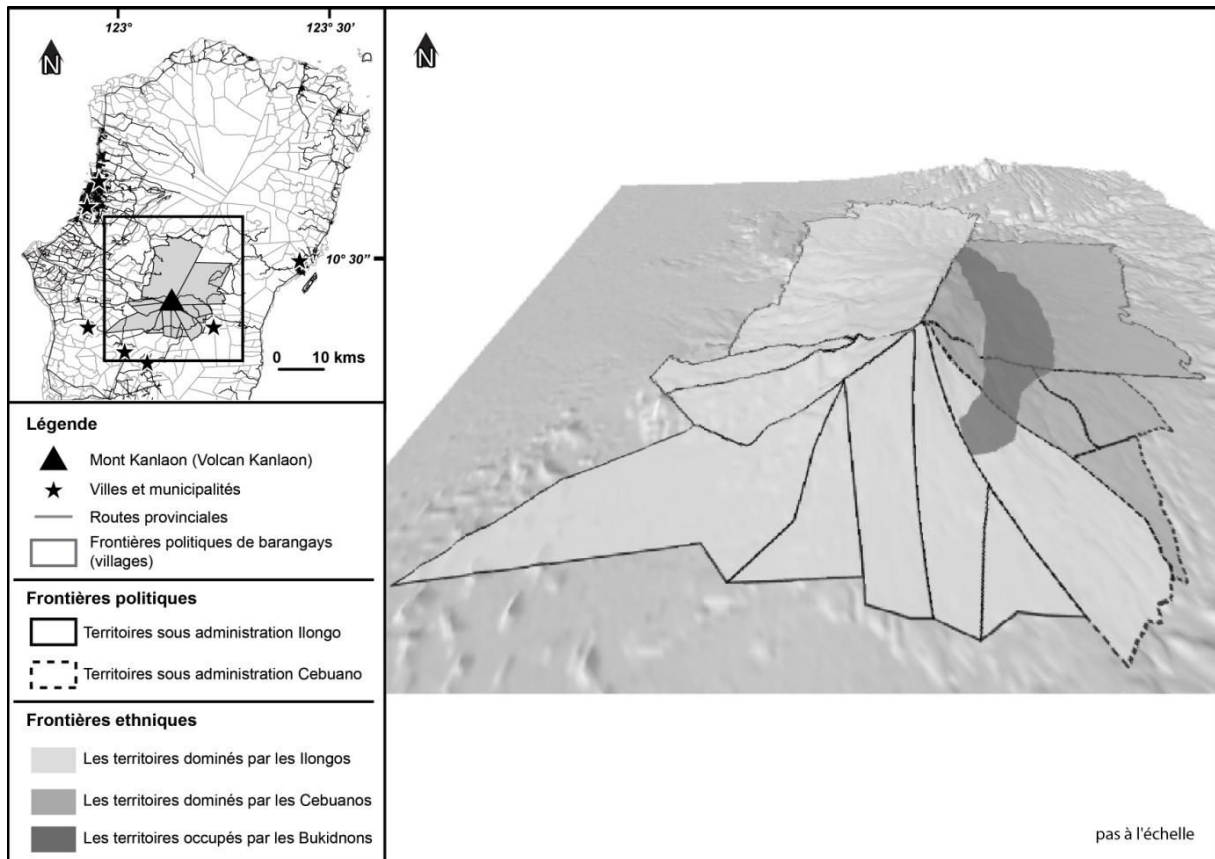 123°
123° 30'
N
10° 30''
0 10 kms
Légende
Mont Kanlaon (Volcan Kanlaon)
Villes et municipalités
Routes provinciales
Frontières politiques de barangays
(villages)
Frontières politiques
Territoires sous administration Ilongo
Territoires sous administration Cebuano
Frontières ethniques
Les territoires dominés par les Ilongos
Les territoires dominés par les Cebuanos
Les territoires occupés par les Bukidnons
N
pas à l'échelle